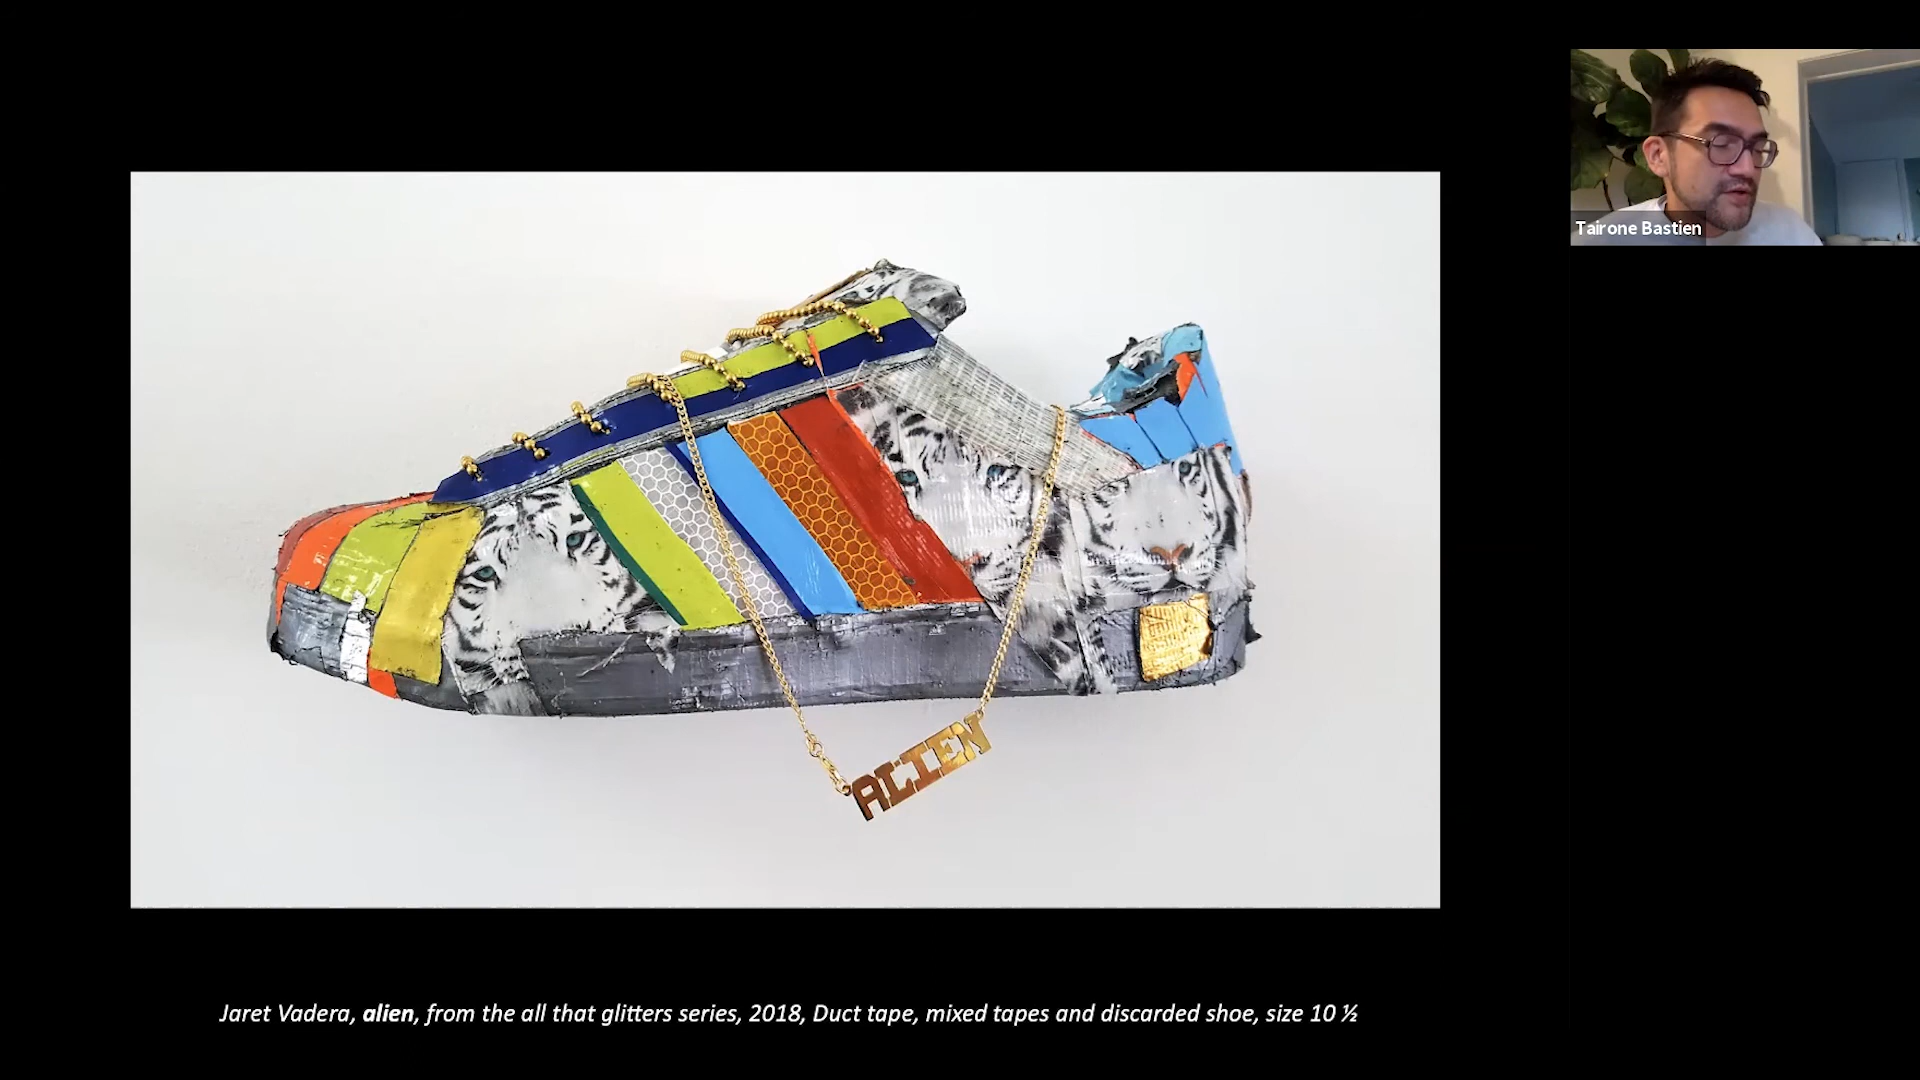 Tairone Bastien
ALIEN
Jaret Vadera, alien, from the all that glitters series, 2018, Duct tape, mixed tapes and discarded shoe, size 10 ½